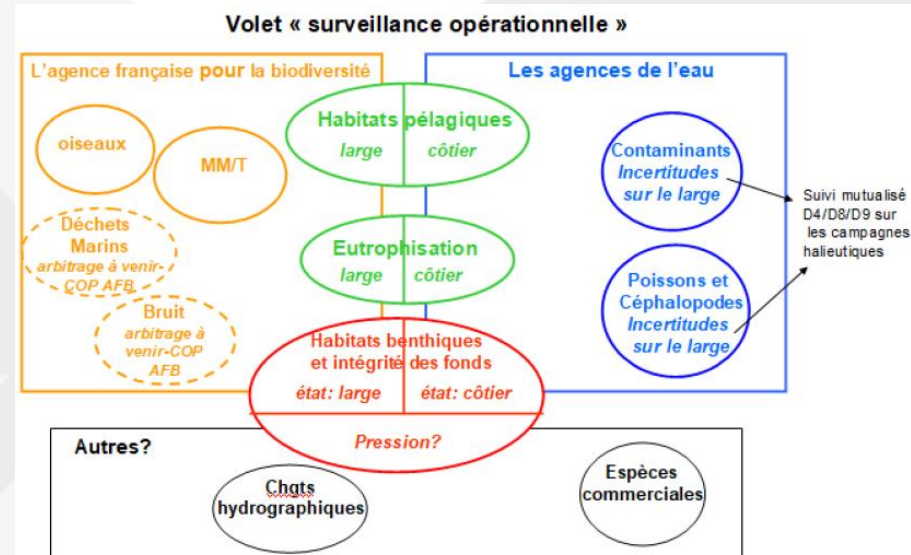 Volet « surveillance opérationnelle »
L'agence française pour la biodiversité
oiseaux
MM/T
Déchets
Marins
arbitrage à venir-
COP AFB
Bruit
arbitrage à
venir-COP
AFB
Habitats pélagiques
large
côtier
Eutrophisation
large
côtier
Habitats benthiques
et intégrité des fonds
état: large
état: côtier
Pression?
Les agences de l'eau
Contaminants
Incertitudes
sur le large
Poissons et
Céphalopodes
Incertitudes
sur le large
Suivi mutualisé
D4/D8/D9 sur
les campagnes
halieutiques
Autres?
Chgts
hydrographiques
Espèces
commerciales